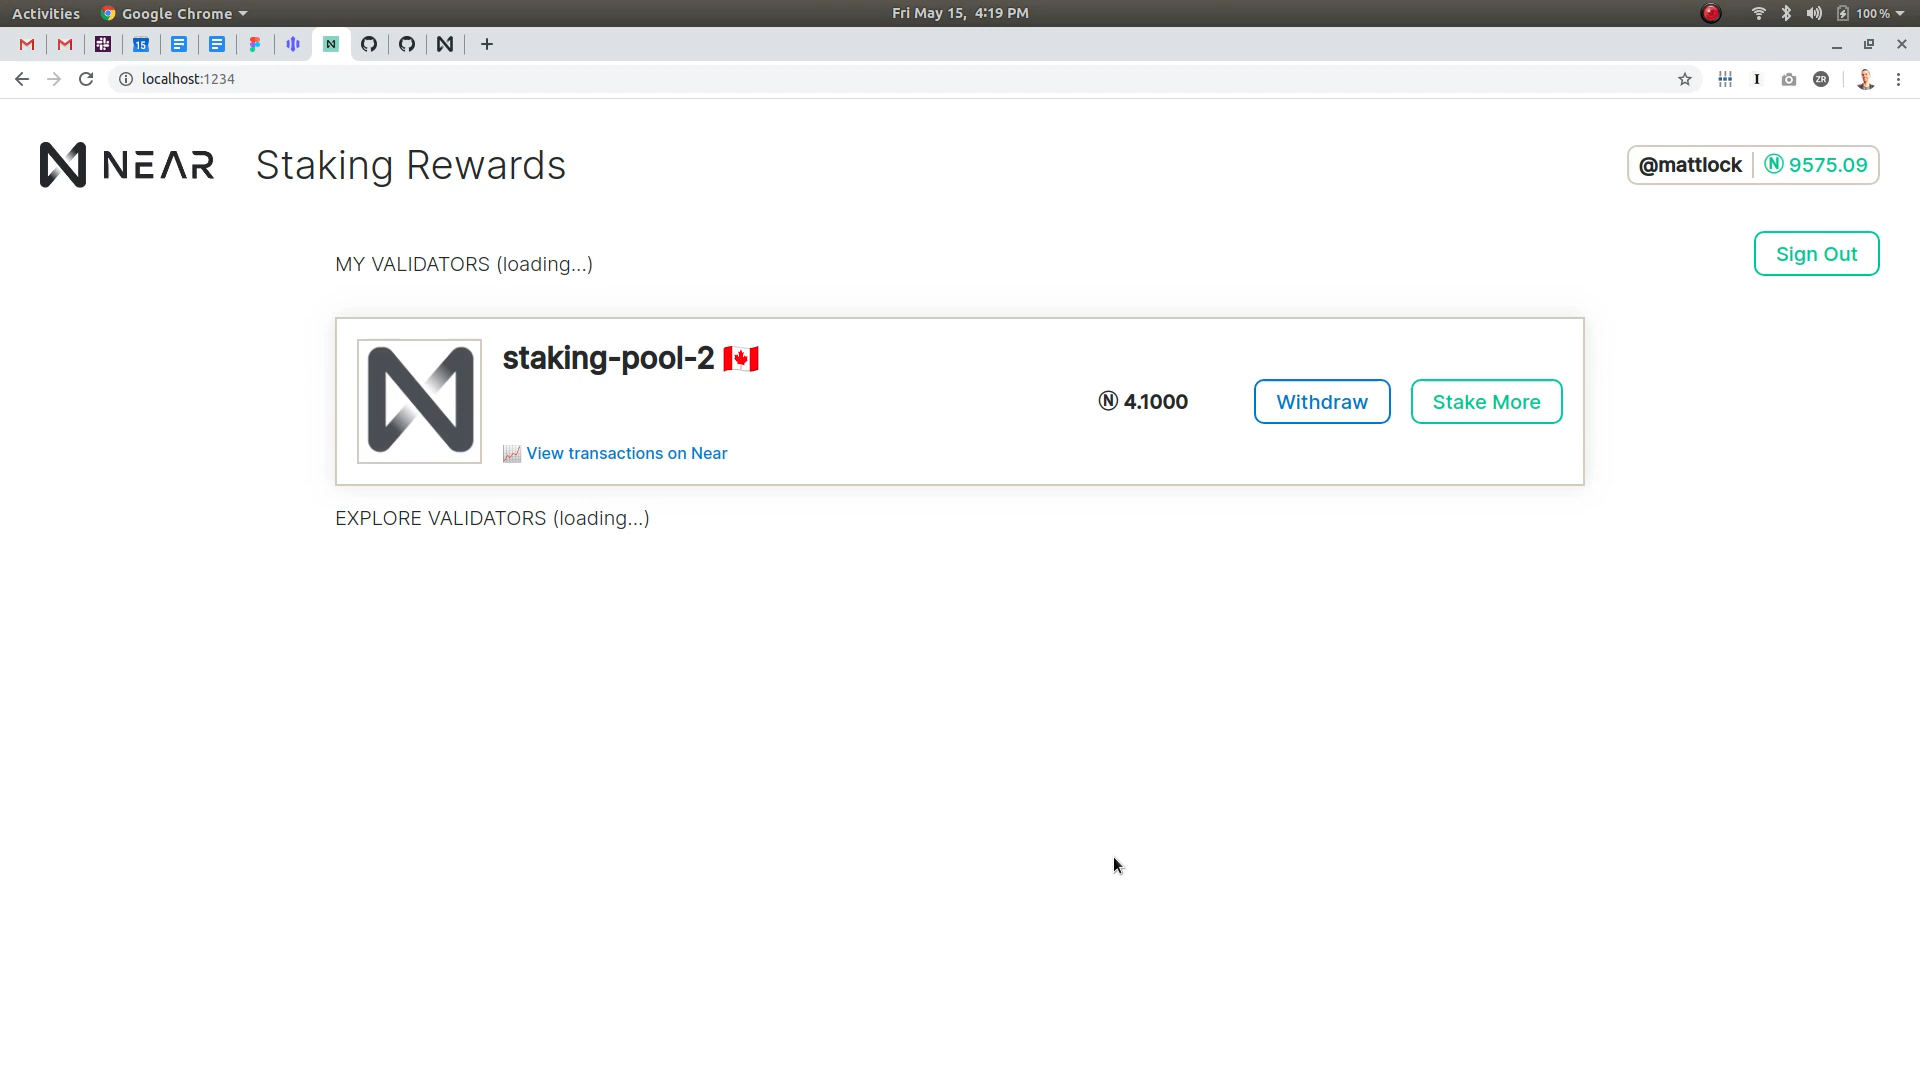 Activities Google Chrome Fri May 15, 4:19 PM 100 %
15
localhost:1234 I ZR
NEAR Staking Rewards @mattlock Ⓝ 9575.09
Sign Out
MY VALIDATORS (loading...)
staking-pool-2 🇨🇦
Ⓝ 4.1000 Withdraw Stake More
📈 View transactions on Near
EXPLORE VALIDATORS (loading...)